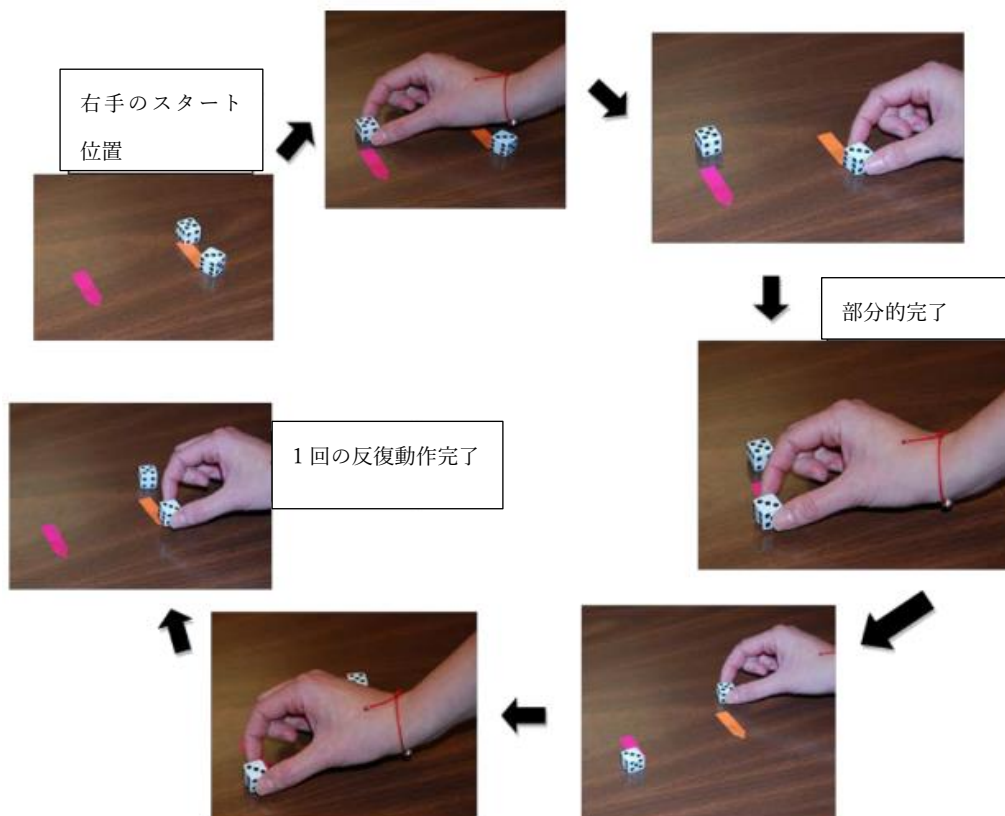 右手のスタート
位置
部分的完了
1回の反復動作完了